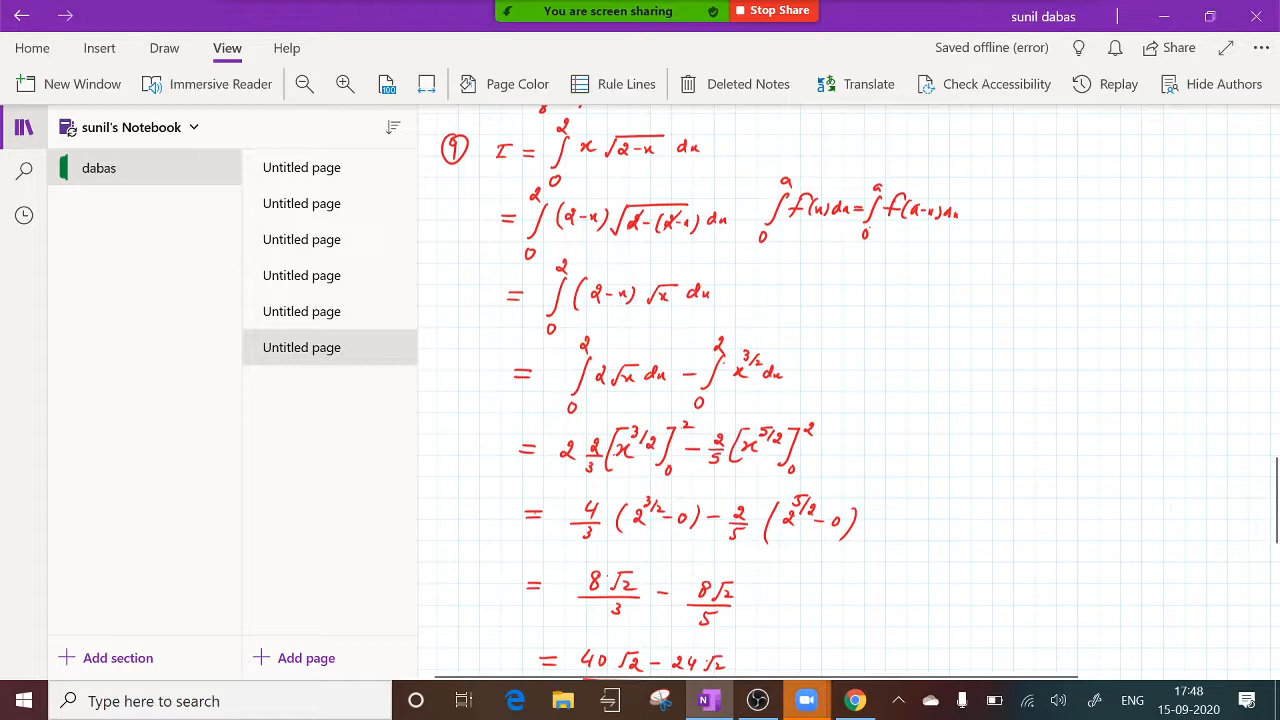 You are screen sharing
Stop Share
sunil dabas
Home Insert Draw View Help
Saved offline (error) Share
New Window Immersive Reader Page Color Rule Lines Deleted Notes Translate Check Accessibility Replay Hide Authors
sunil's Notebook
dabas
Untitled page
Untitled page
Untitled page
Untitled page
Untitled page
Untitled page
Add section
Add page
⑨ I = ∫₀² x √(2-x) dx
= ∫₀² (2-x) √(2-(2-x)) dx ∫₀ᵃ f(x) dx = ∫₀ᵃ f(a-x) dx
= ∫₀² (2-x) √x dx
= ∫₀² 2√x dx - ∫₀² x^{3/2} dx
= 2 2/3 [x^{3/2}]₀² - 2/5 [x^{5/2}]₀²
= 4/3 (2^{3/2} - 0) - 2/5 (2^{5/2} - 0)
= 8√2/3 - 8√2/5
= 40√2 - 24√2
Type here to search
ENG
17:48
15-09-2020